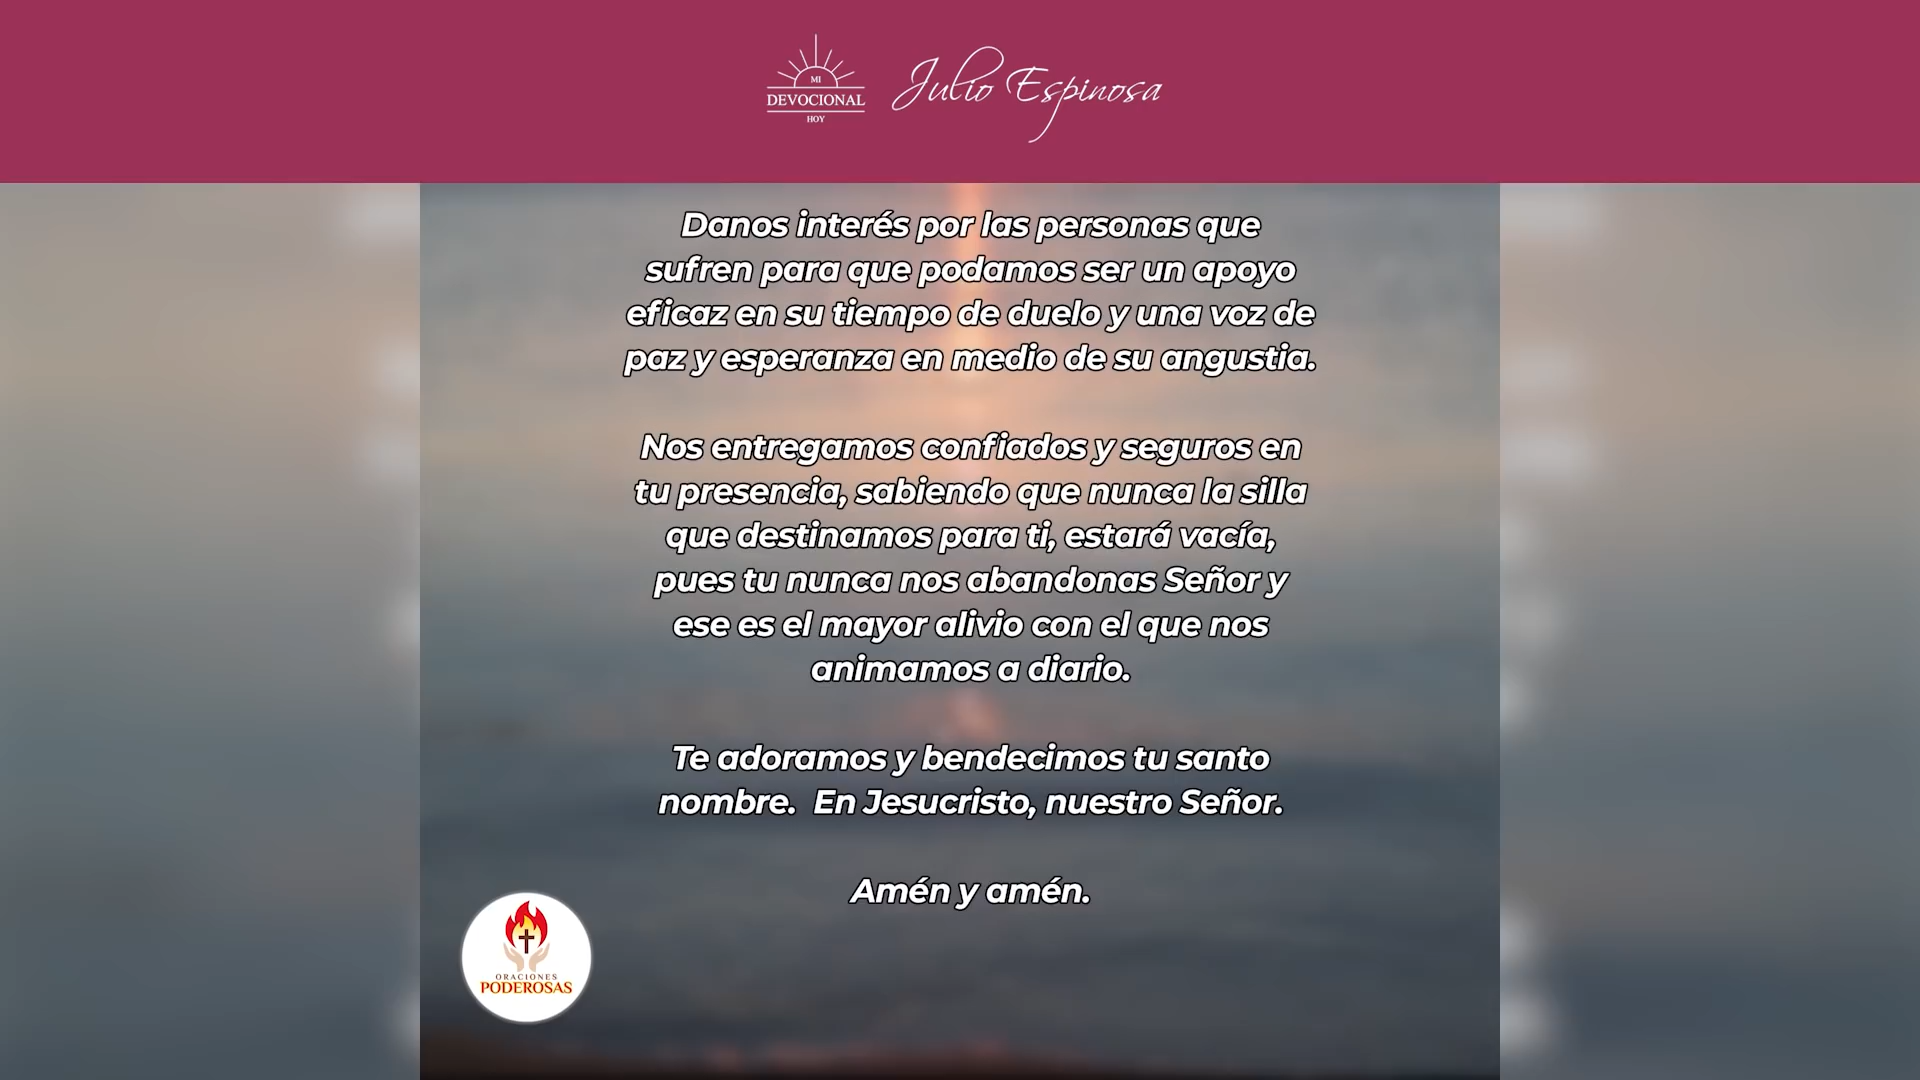 MI
DEVOCIONAL
HOY
Julio Espinosa
Danos interés por las personas que
sufren para que podamos ser un apoyo
eficaz en su tiempo de duelo y una voz de
paz y esperanza en medio de su angustia.
Nos entregamos confiados y seguros en
tu presencia, sabiendo que nunca la silla
que destinamos para ti, estará vacía,
pues tu nunca nos abandonas Señor y
ese es el mayor alivio con el que nos
animamos a diario.
Te adoramos y bendecimos tu santo
nombre.  En Jesucristo, nuestro Señor.
Amén y amén.
ORACIONES
PODEROSAS